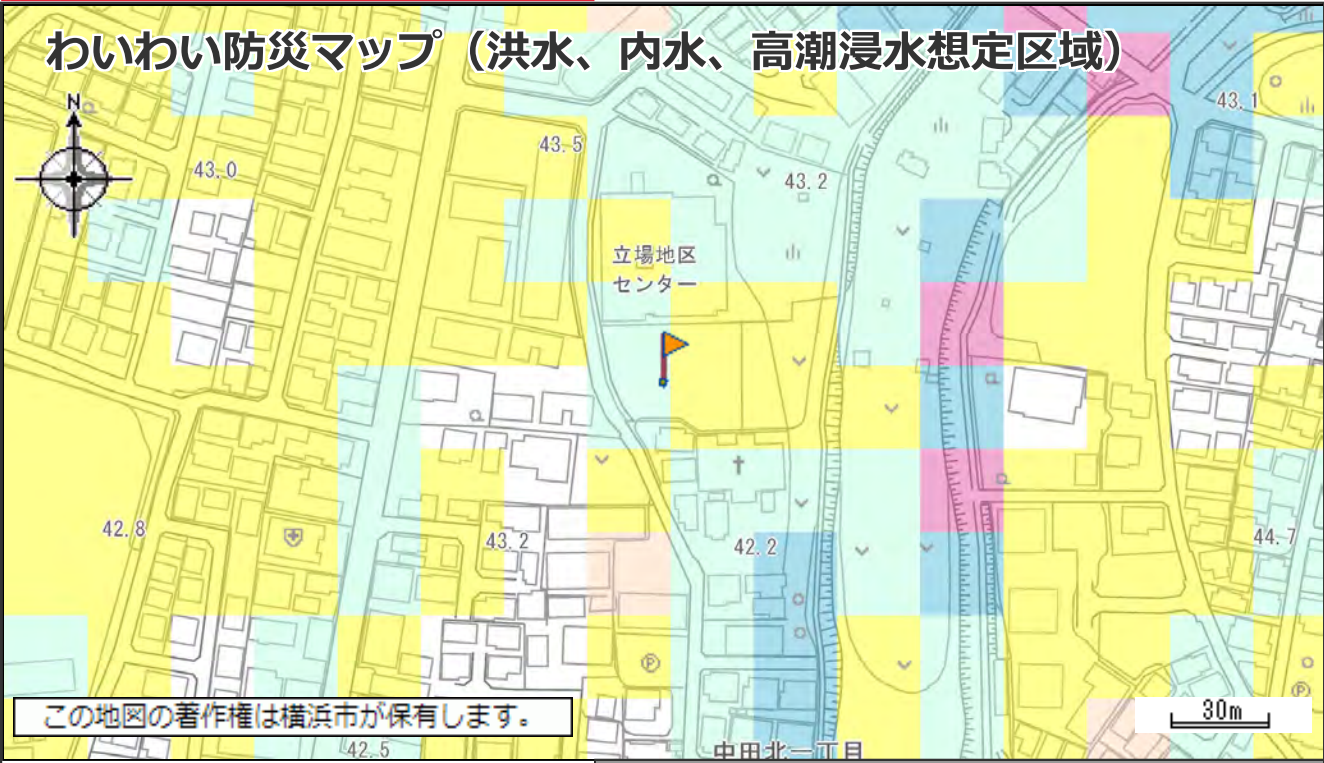 わいわい防災マップ（洪水、内水、高潮浸水想定区域）
N
43.1
43.5
43.0
43.2
立場地区
センター
42.8
43.2
42.2
44.7
P
P
この地図の著作権は横浜市が保有します。
30m
42.5
中田北一丁目